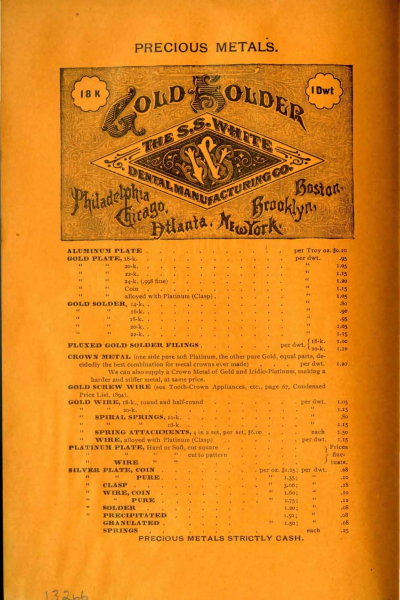 PRECIOUS METALS.
18 K
1 Dwt
GOLD SOLDER
THE S.S. WHITE
DENTAL MANUFACTURING CO.
Philadelphia
Chicago,
Atlanta, New York
Brooklyn,
Boston.
ALUMINUM PLATE per Troy oz. $0.20
GOLD PLATE, 18-k. per dwt. .95
" " 20-k. " 1.05
" " 22-k. " 1.15
" " 24-k. (.998 fine) " 1.20
" " Coin " 1.15
" " alloyed with Platinum (Clasp) " 1.05
GOLD SOLDER, 14-k. " .80
" " 16-k. " .90
" " 18-k. " .95
" " 20-k. " 1.05
" " 22-k. " 1.15
FLUXED GOLD SOLDER FILINGS per dwt. { 18-k. 1.00
20-k. 1.10
CROWN METAL (one side pure soft Platinum, the other pure Gold, equal parts, de-
cidedly the best combination for metal crowns ever made) per dwt. 1.20
We can also supply a Crown Metal of Gold and Iridio-Platinum, making a
harder and stiffer metal, at same price.
GOLD SCREW WIRE (see Tooth-Crown Appliances, etc., page 67, Condensed
Price List, 1894).
GOLD WIRE, 18-k., round and half-round per dwt. 1.05
" " 20-k. " 1.15
" SPIRAL SPRINGS, 10-k. " .80
" " " 16-k. " 1.15
" SPRING ATTACHMENTS, 4 in a set, per set, $6.00 each 1.50
" WIRE, alloyed with Platinum (Clasp) per dwt. 1.15
PLATINUM PLATE, Hard or Soft, cut square Prices
" " " " cut to pattern fluc-
" WIRE " " tuate.
SILVER PLATE, COIN per oz. $1.25; per dwt. .08
" " PURE " 1.55; " .10
" CLASP " 3.00; " .18
" WIRE, COIN " 1.60; " .10
" " PURE " 1.75; " .12
" SOLDER " 1.20; " .08
" PRECIPITATED " 1.50; " .08
" GRANULATED " 1.50; " .08
" SPRINGS each .25
PRECIOUS METALS STRICTLY CASH.